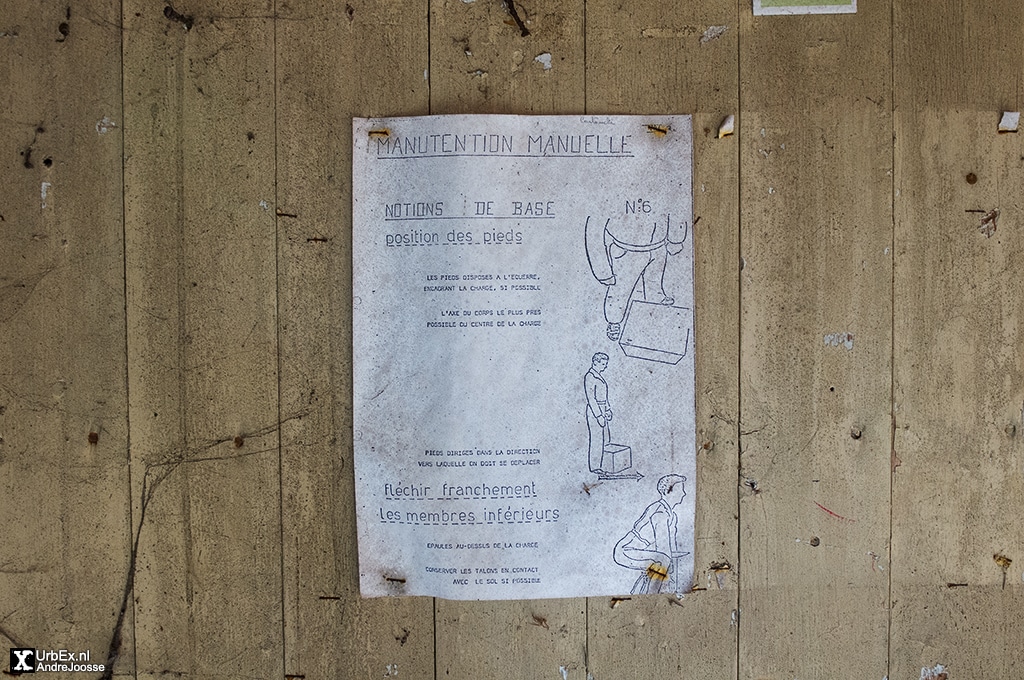 MANUTENTION MANUELLE
NOTIONS DE BASE
N°6
position des pieds
LES PIEDS DISPOSES A L'EQUERRE,
ENCADRANT LA CHARGE, SI POSSIBLE
L'AXE DU CORPS LE PLUS PRES
POSSIBLE DU CENTRE DE LA CHARGE
PIEDS DIRIGES DANS LA DIRECTION
VERS LAQUELLE ON DOIT SE DEPLACER
fléchir franchement
les membres inférieurs
EPAULES AU-DESSUS DE LA CHARGE
CONSERVER LES TALONS EN CONTACT
AVEC LE SOL SI POSSIBLE
X UrbEx.nl
AndreJoosse